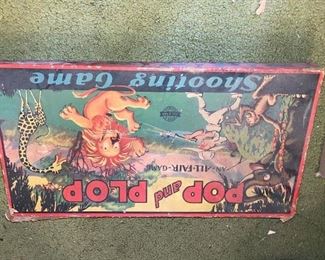 POP and PLOP
AN-ALL-FAIR-GAME
Shooting Game